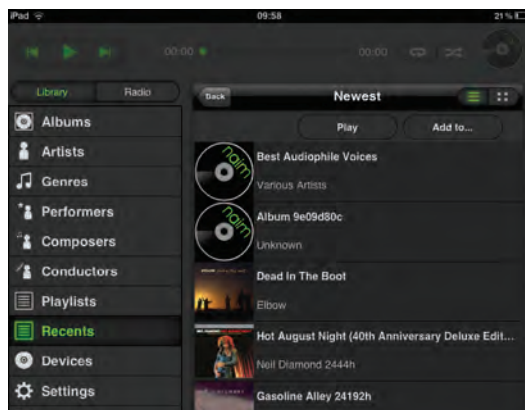 iPad
09:58
21%
00:00
00:00
Library
Radio
Back
Newest
Play
Add to...
Albums
Artists
Genres
Performers
Composers
Conductors
Playlists
Recents
Devices
Settings
naim
Best Audiophile Voices
Various Artists
naim
Album 9e09d80c
Unknown
Dead In The Boot
Elbow
Hot August Night (40th Anniversary Deluxe Edit...
Neil Diamond 2444h
Gasoline Alley 24192h